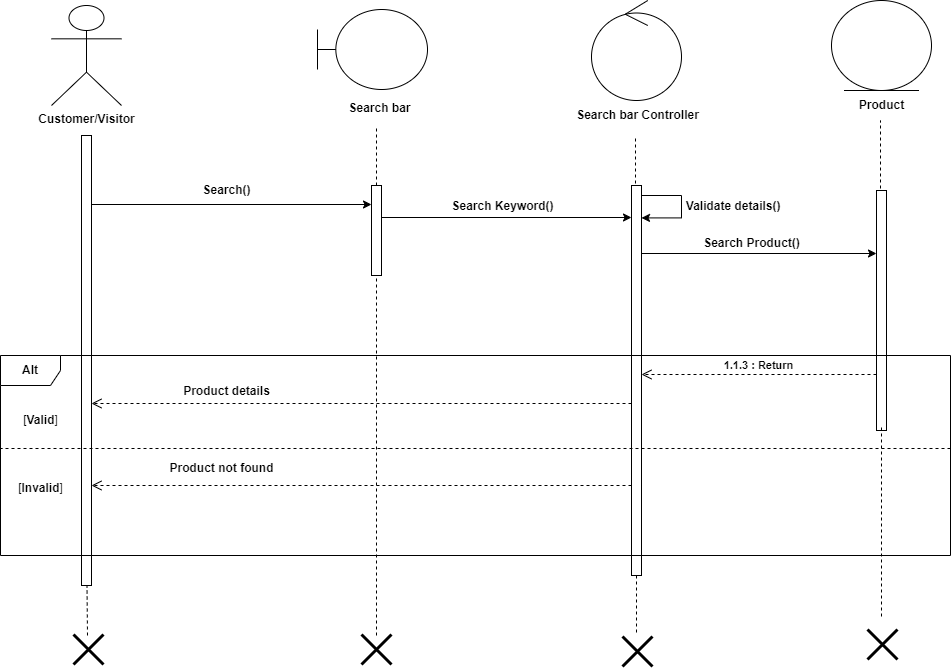 Customer/Visitor
Search bar
Search bar Controller
Product
Search()
Search Keyword()
Validate details()
Search Product()
Alt
1.1.3 : Return
Product details
[Valid]
Product not found
[Invalid]